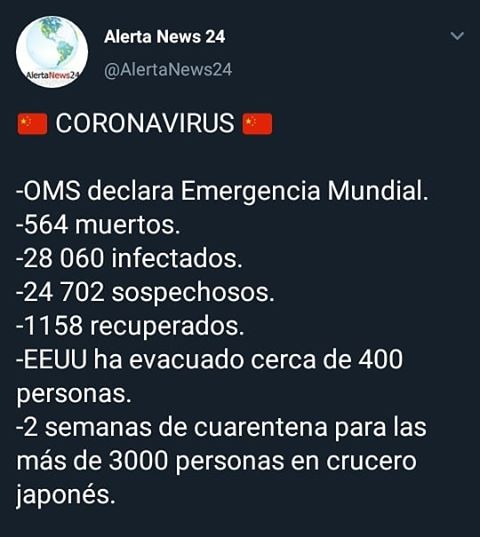 AlertaNews24
Alerta News 24
@AlertaNews24
🇨🇳 CORONAVIRUS 🇨🇳
-OMS declara Emergencia Mundial.
-564 muertos.
-28 060 infectados.
-24 702 sospechosos.
-1158 recuperados.
-EEUU ha evacuado cerca de 400
personas.
-2 semanas de cuarentena para las
más de 3000 personas en crucero
japonés.